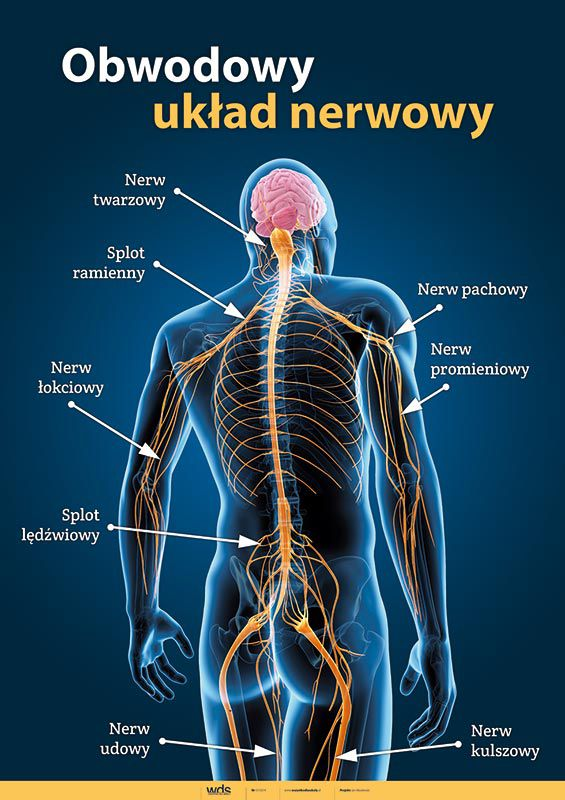 Obwodowy
układ nerwowy
Nerw
twarzowy
Splot
ramienny
Nerw pachowy
Nerw
promieniowy
Nerw
łokciowy
Splot
lędźwiowy
Nerw
udowy
Nerw
kulszowy
wds